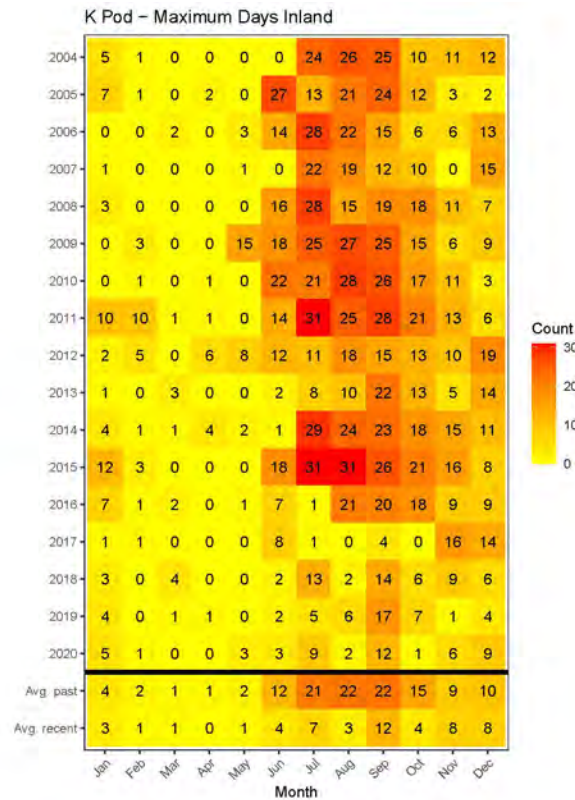 K Pod – Maximum Days Inland
2004 5 1 0 0 0 0 24 26 25 10 11 12
2005 7 1 0 2 0 27 13 21 24 12 3 2
2006 0 0 2 0 3 14 28 22 15 6 6 13
2007 1 0 0 0 1 0 22 19 12 10 0 15
2008 3 0 0 0 0 16 28 15 19 18 11 7
2009 0 3 0 0 15 18 25 27 25 15 6 9
2010 0 1 0 1 0 22 21 28 26 17 11 3
2011 10 10 1 1 0 14 31 25 28 21 13 6
2012 2 5 0 6 8 12 11 18 15 13 10 19
2013 1 0 3 0 0 2 8 10 22 13 5 14
2014 4 1 1 4 2 1 29 24 23 18 15 11
2015 12 3 0 0 0 18 31 31 26 21 16 8
2016 7 1 2 0 1 7 1 21 20 18 9 9
2017 1 1 0 0 0 8 1 0 4 0 16 14
2018 3 0 4 0 0 2 13 2 14 6 9 6
2019 4 0 1 1 0 2 5 6 17 7 1 4
2020 5 1 0 0 3 3 9 2 12 1 6 9
Avg. past 4 2 1 1 2 12 21 22 22 15 9 10
Avg. recent 3 1 1 0 1 4 7 3 12 4 8 8
Jan Feb Mar Apr May Jun Jul Aug Sep Oct Nov Dec
Month
Count
30
20
10
0